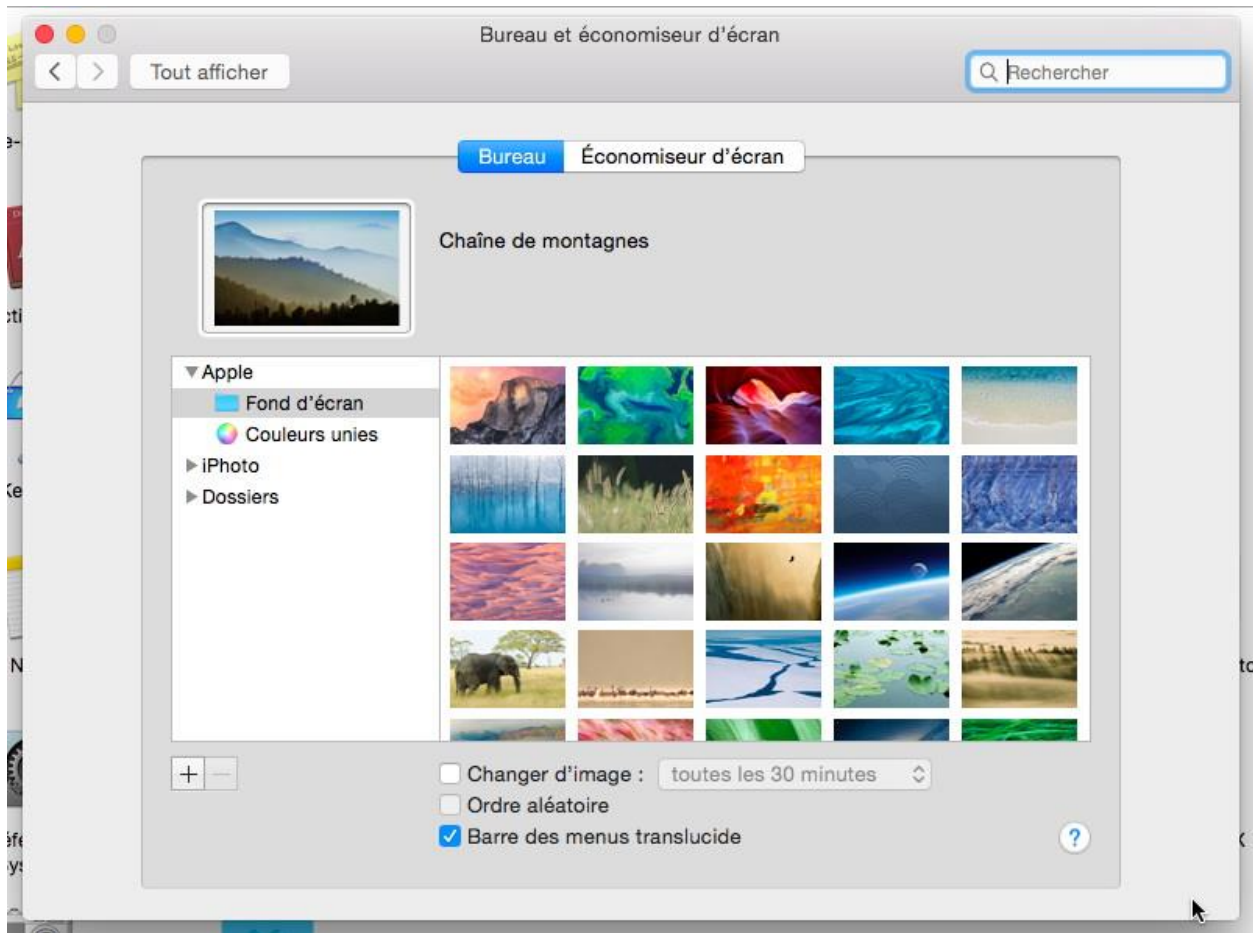 Bureau et économiseur d'écran
Tout afficher
Rechercher
Bureau
Économiseur d'écran
Chaîne de montagnes
Apple
Fond d'écran
Couleurs unies
iPhoto
Dossiers
Changer d'image :
toutes les 30 minutes
Ordre aléatoire
Barre des menus translucide
?